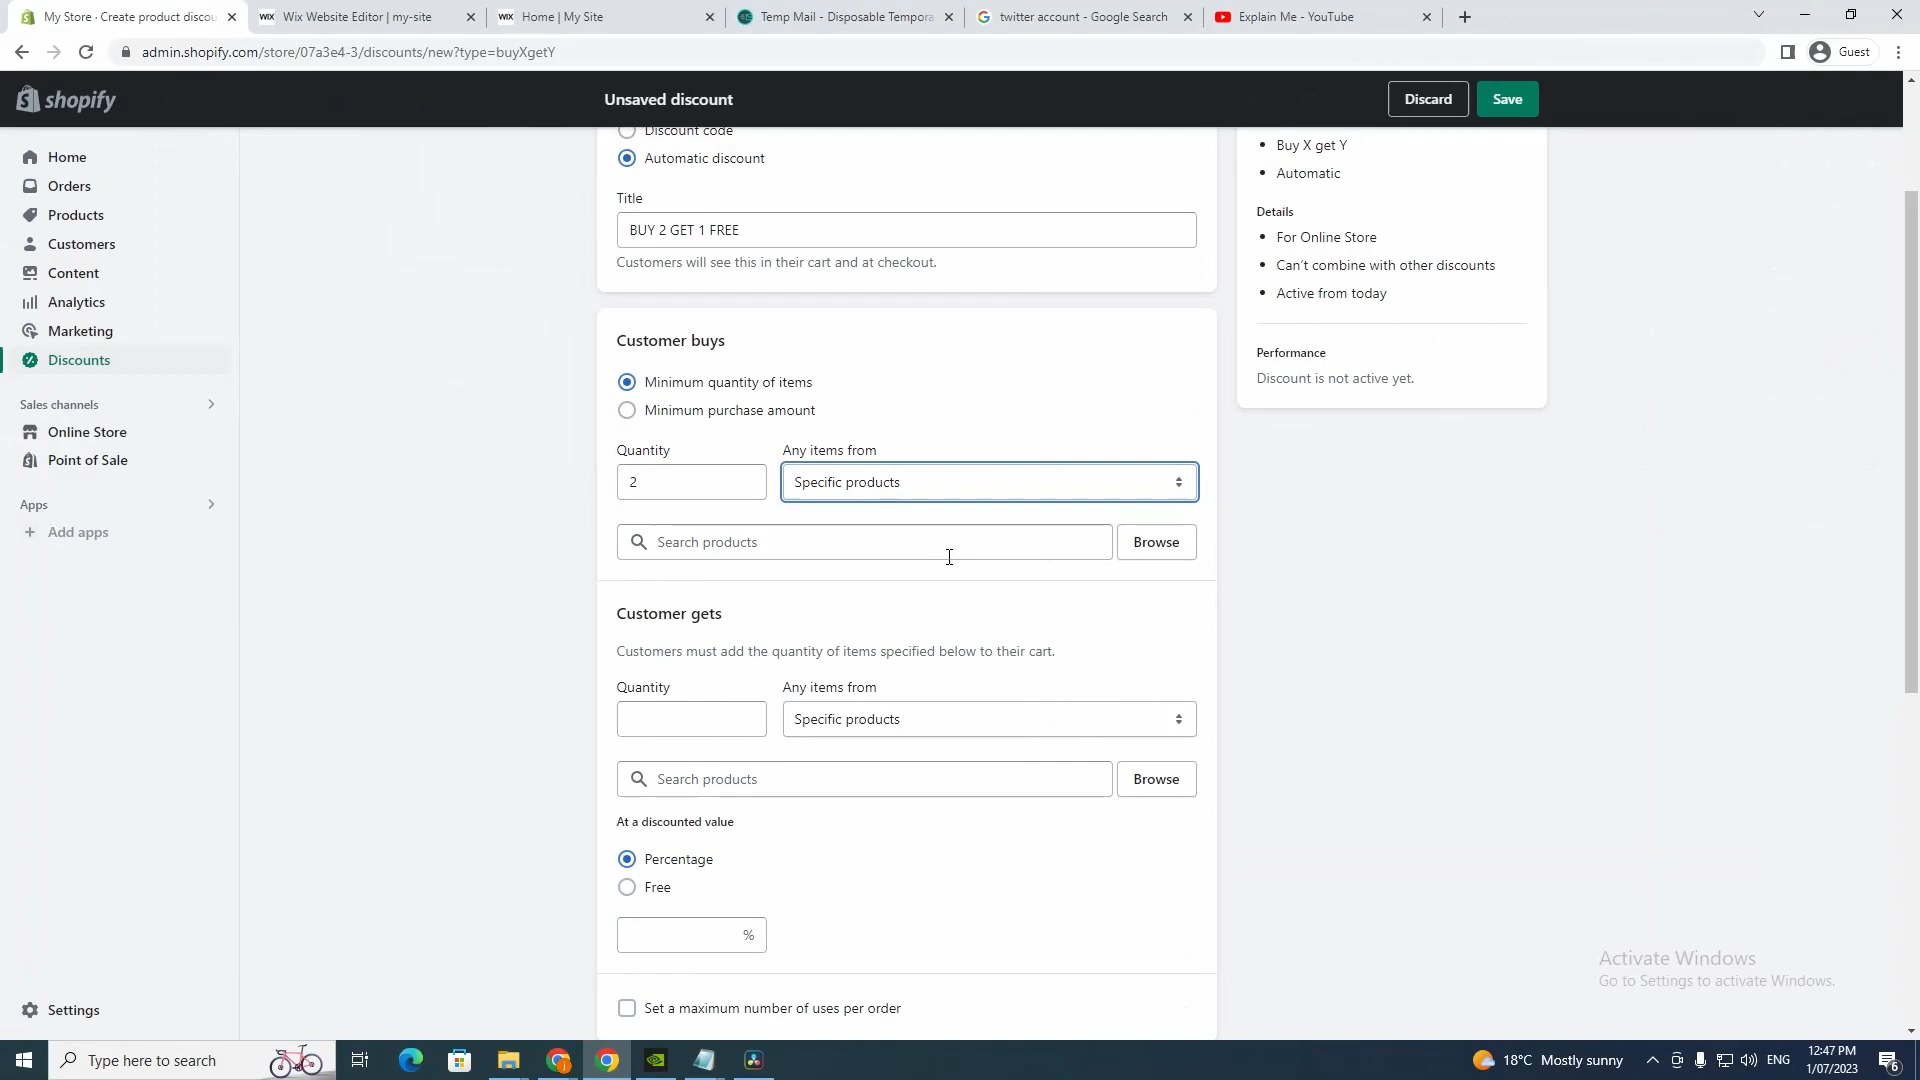 My Store · Create product discou
Wix Website Editor | my-site
Home | My Site
Temp Mail - Disposable Tempora
twitter account - Google Search
Explain Me - YouTube
admin.shopify.com/store/07a3e4-3/discounts/new?type=buyXgetY
Guest
shopify
Unsaved discount
Discard
Save
Home
Orders
Products
Customers
Content
Analytics
Marketing
Discounts
Sales channels
Online Store
Point of Sale
Apps
Add apps
Settings
Discount code
Automatic discount
Title
BUY 2 GET 1 FREE
Customers will see this in their cart and at checkout.
Customer buys
Minimum quantity of items
Minimum purchase amount
Quantity
Any items from
2
Specific products
Search products
Browse
Customer gets
Customers must add the quantity of items specified below to their cart.
Quantity
Any items from
Specific products
Search products
Browse
At a discounted value
Percentage
Free
%
Set a maximum number of uses per order
Buy X get Y
Automatic
Details
For Online Store
Can't combine with other discounts
Active from today
Performance
Discount is not active yet.
Activate Windows
Go to Settings to activate Windows.
Type here to search
18°C Mostly sunny
ENG
12:47 PM
1/07/2023
6